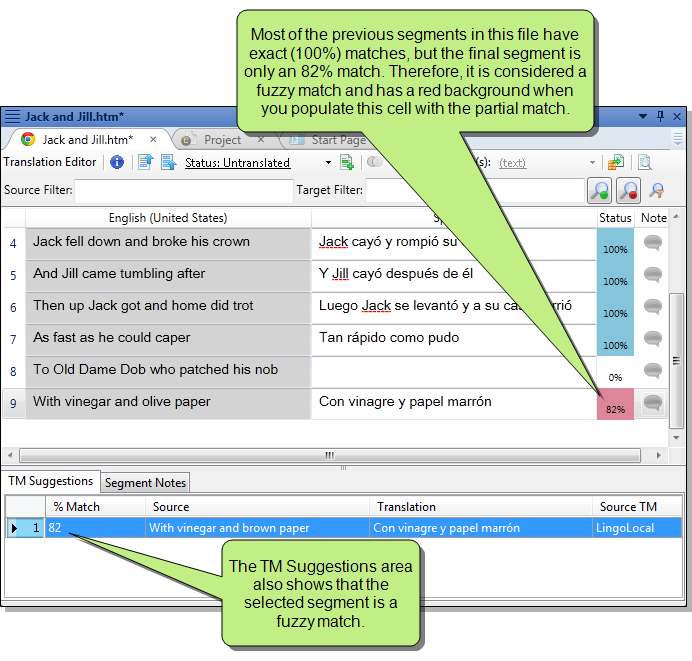 Most of the previous segments in this file have
exact (100%) matches, but the final segment is
only an 82% match. Therefore, it is considered a
fuzzy match and has a red background when
you populate this cell with the partial match.
Jack and Jill.htm*
Jack and Jill.htm* Project Start Page
Translation Editor Status: Untranslated (s): (text)
Source Filter: Target Filter:
English (United States) Status Note
4 Jack fell down and broke his crown Jack cayó y rompió su 100%
5 And Jill came tumbling after Y Jill cayó después de él 100%
6 Then up Jack got and home did trot Luego Jack se levantó y a su 100%
7 As fast as he could caper Tan rápido como pudo 100%
8 To Old Dame Dob who patched his nob 0%
9 With vinegar and olive paper Con vinagre y papel marrón 82%
TM Suggestions Segment Notes
% Match Source Translation Source TM
1 82 With vinegar and brown paper Con vinagre y papel marrón LingoLocal
The TM Suggestions area
also shows that the
selected segment is a
fuzzy match.